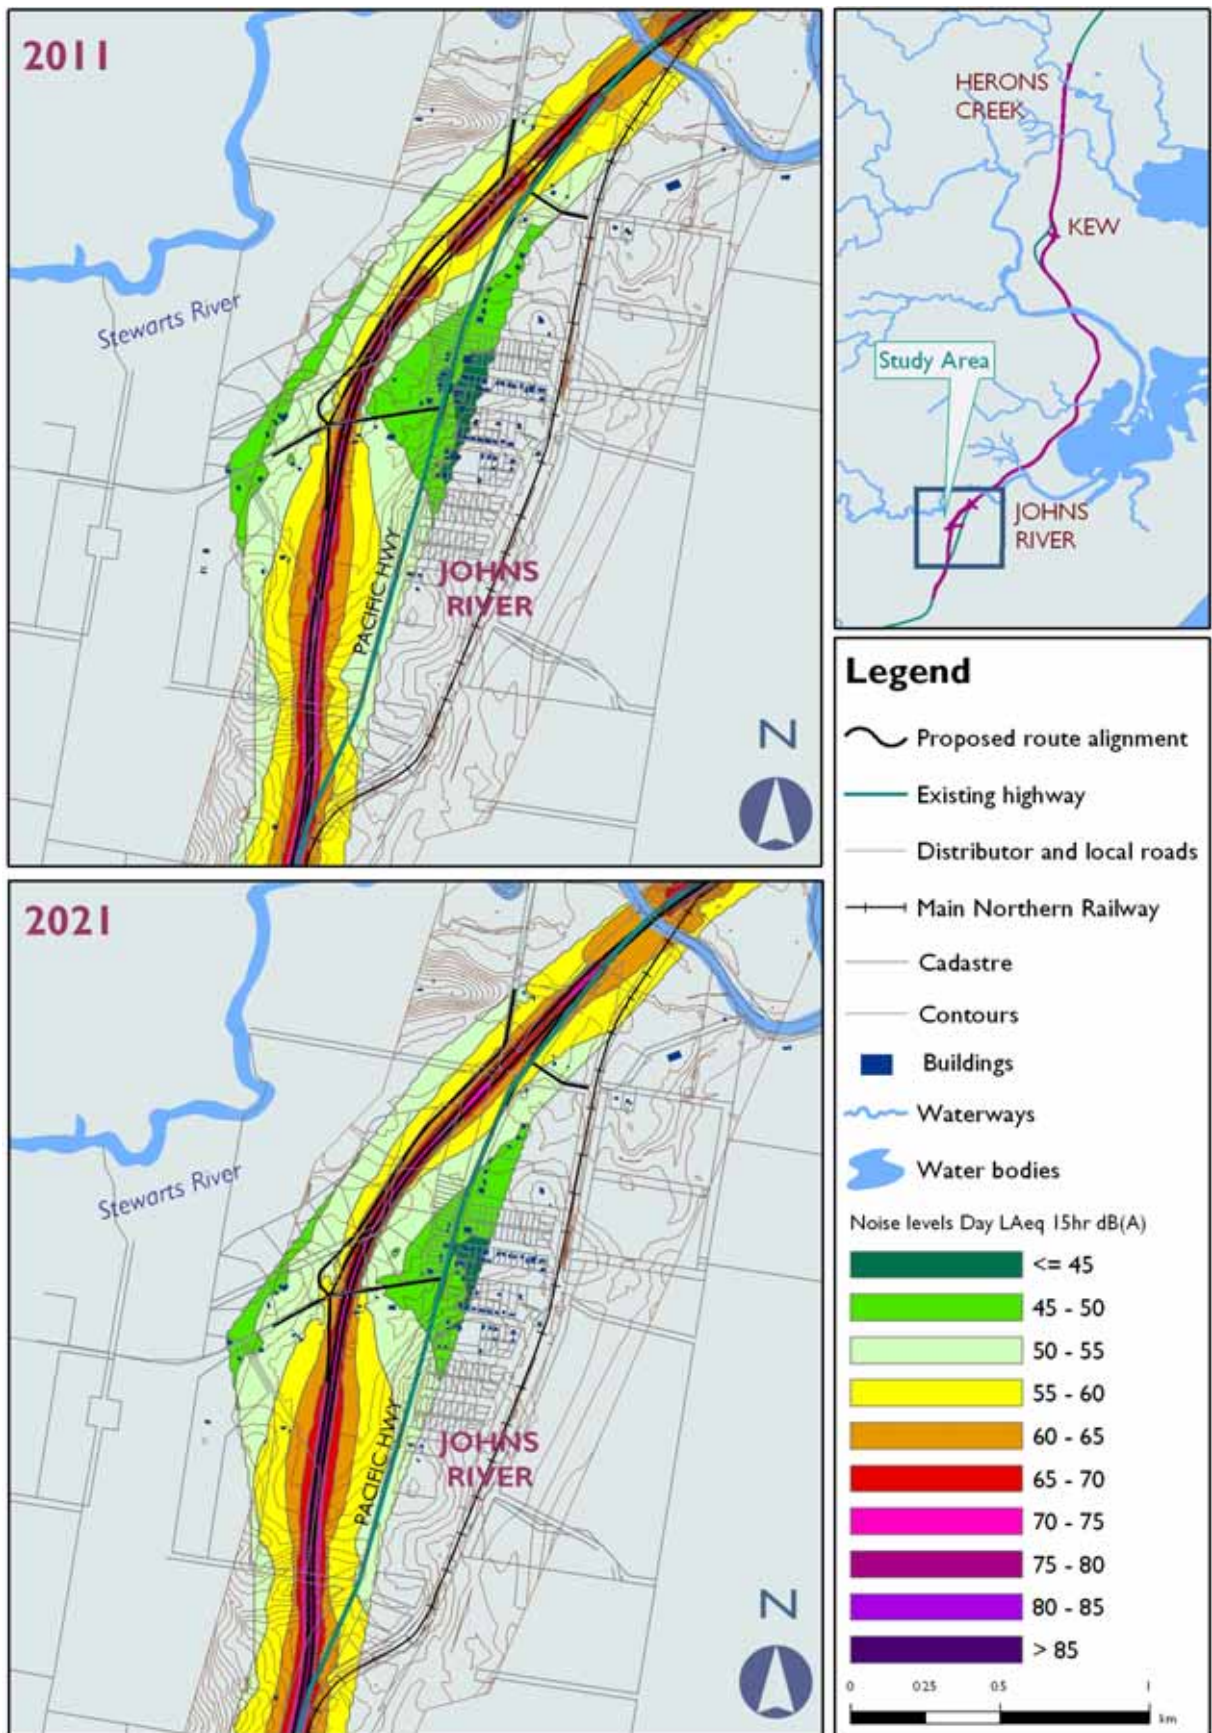 2011
Stewarts River
PACIFIC HWY
JOHNS
RIVER
N
2021
Stewarts River
PACIFIC HWY
JOHNS
RIVER
N
HERONS
CREEK
KEW
Study Area
JOHNS
RIVER
Legend
Proposed route alignment
Existing highway
Distributor and local roads
Main Northern Railway
Cadastre
Contours
Buildings
Waterways
Water bodies
Noise levels Day LAeq 15hr dB(A)
<= 45
45 - 50
50 - 55
55 - 60
60 - 65
65 - 70
70 - 75
75 - 80
80 - 85
> 85
0 0.25 0.5 1
km